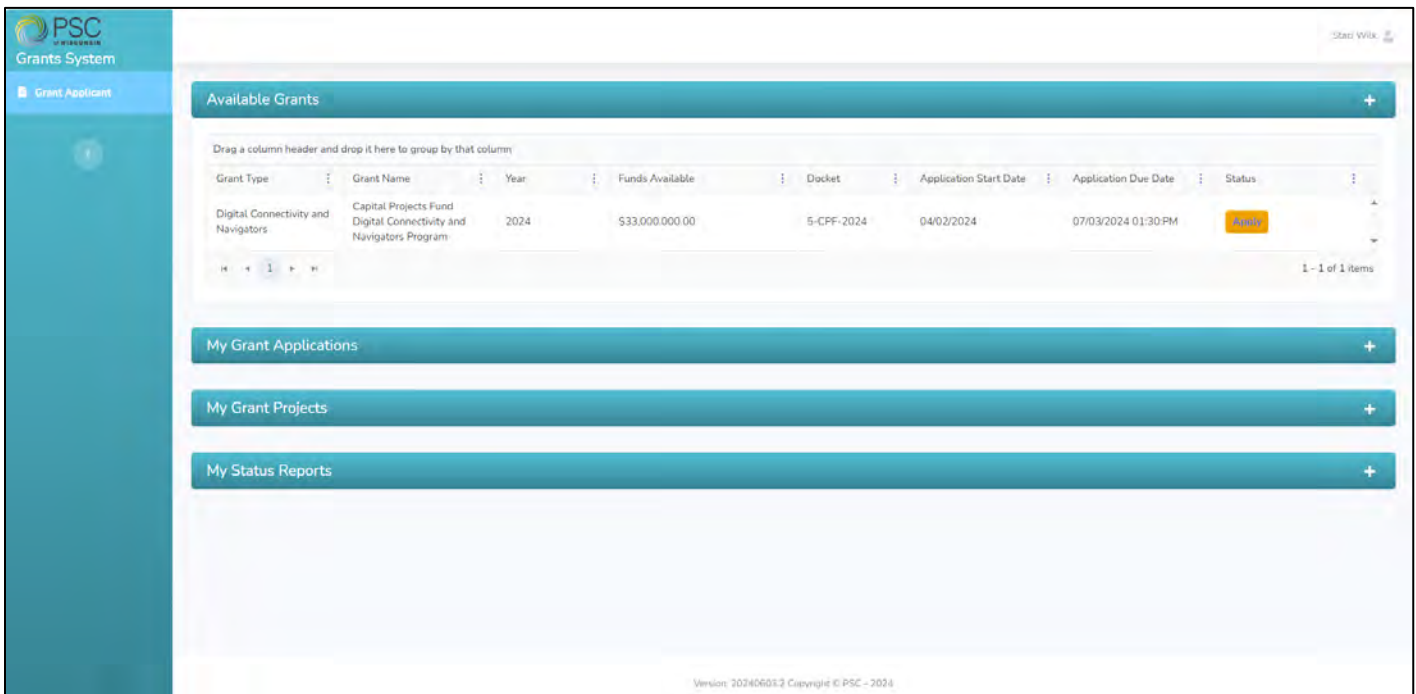 PSC
OF WISCONSIN
Grants System
Grant Applicant
Available Grants
Drag a column header and drop it here to group by that column
Grant Type Grant Name Year Funds Available Docket Application Start Date Application Due Date Status
Digital Connectivity and
Navigators
Capital Projects Fund
Digital Connectivity and
Navigators Program
2024 $33,000,000.00 5-CPF-2024 04/02/2024 07/03/2024 01:30 PM Apply
1
1 - 1 of 1 items
My Grant Applications
My Grant Projects
My Status Reports
Version: 20240603.2 Copyright © PSC - 2024